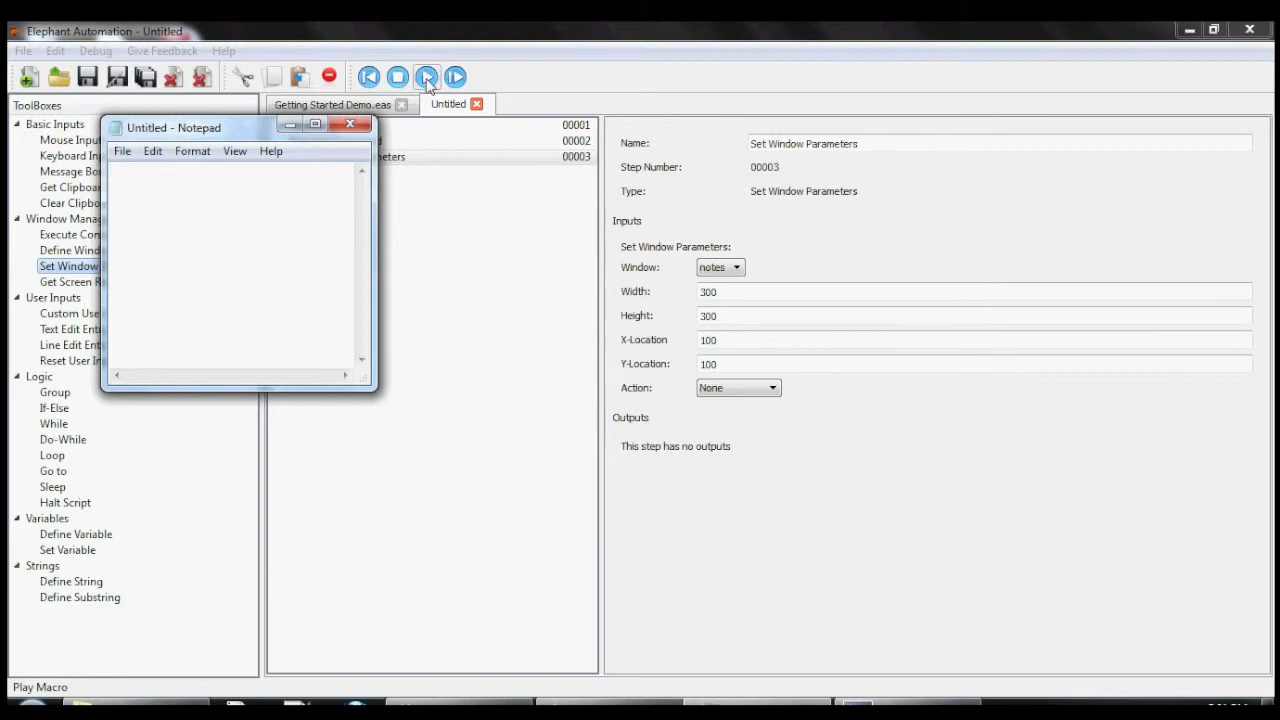 Elephant Automation - Untitled
File Edit Debug Give Feedback Help
ToolBoxes
Getting Started Demo.eas
Untitled
Basic Inputs
Mouse Inpu
Keyboard Inp
Message Bo
Get Clipboa
Clear Clipbo
Window Mana
Execute Con
Define Wind
Set Window
Get Screen R
User Inputs
Custom Use
Text Edit Ent
Line Edit Ent
Reset User In
Logic
Group
If-Else
While
Do-While
Loop
Go to
Sleep
Halt Script
Variables
Define Variable
Set Variable
Strings
Define String
Define Substring
Untitled - Notepad
File Edit Format View Help
00001
d 00002
meters 00003
Name: Set Window Parameters
Step Number: 00003
Type: Set Window Parameters
Inputs
Set Window Parameters:
Window: notes
Width: 300
Height: 300
X-Location 100
Y-Location: 100
Action: None
Outputs
This step has no outputs
Play Macro